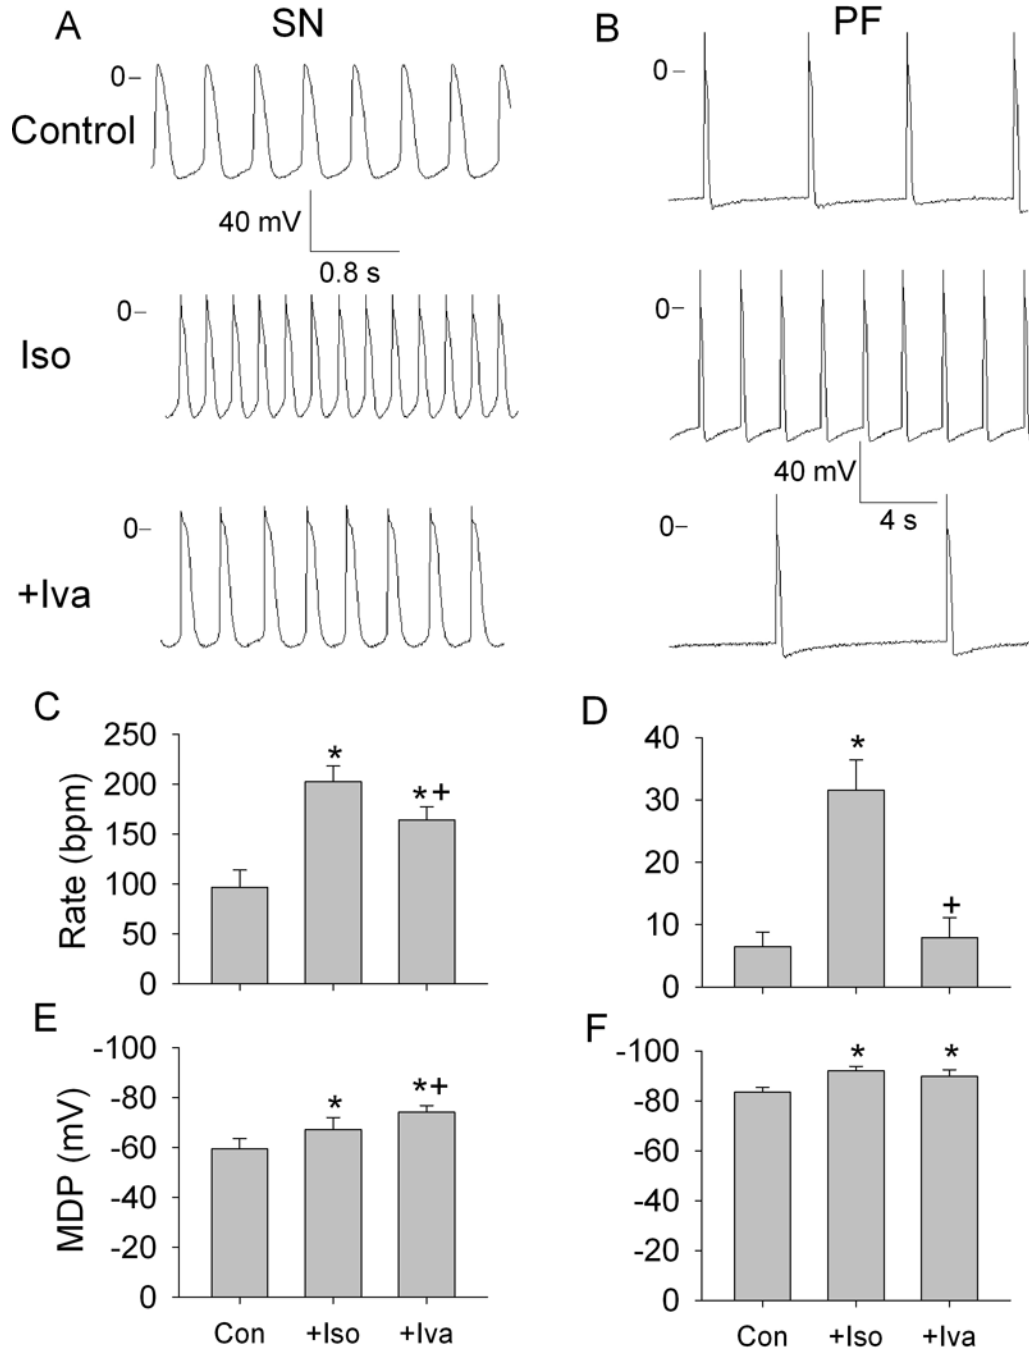 A SN B PF
0–
0–
Control
40 mV
0.8 s
0–
0–
Iso
40 mV
4 s
0–
0–
+Iva
C
D
250
200
150
100
50
0
Rate (bpm)
*
*+
40
30
20
10
0
*
+
E
F
-100
-80
-60
-40
-20
0
MDP (mV)
*
*+
Con +Iso +Iva
-100
-80
-60
-40
-20
0
*
*
Con +Iso +Iva